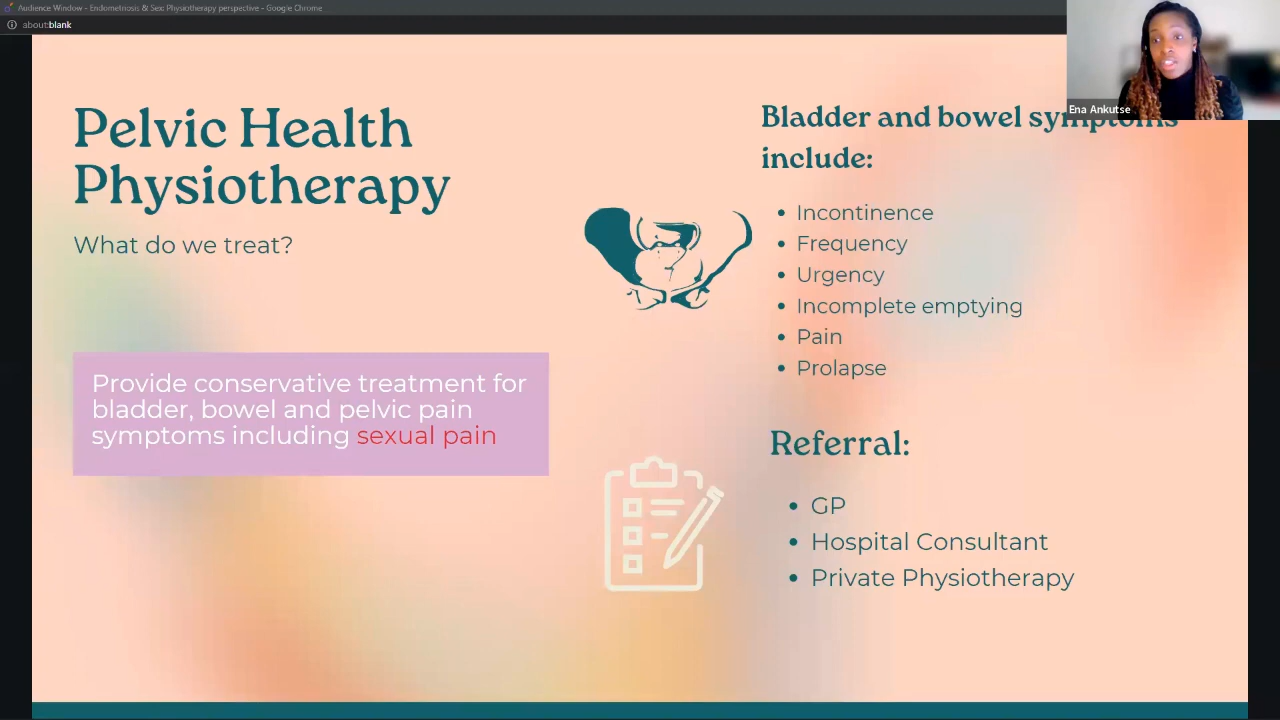 Audience Window - Endometriosis & Sex: Physiotherapy perspective - Google Chrome
about:blank
Ena Ankutse
Pelvic Health
Physiotherapy
What do we treat?
Provide conservative treatment for
bladder, bowel and pelvic pain
symptoms including sexual pain
Bladder and bowel symptoms
include:
• Incontinence
• Frequency
• Urgency
• Incomplete emptying
• Pain
• Prolapse
Referral:
• GP
• Hospital Consultant
• Private Physiotherapy